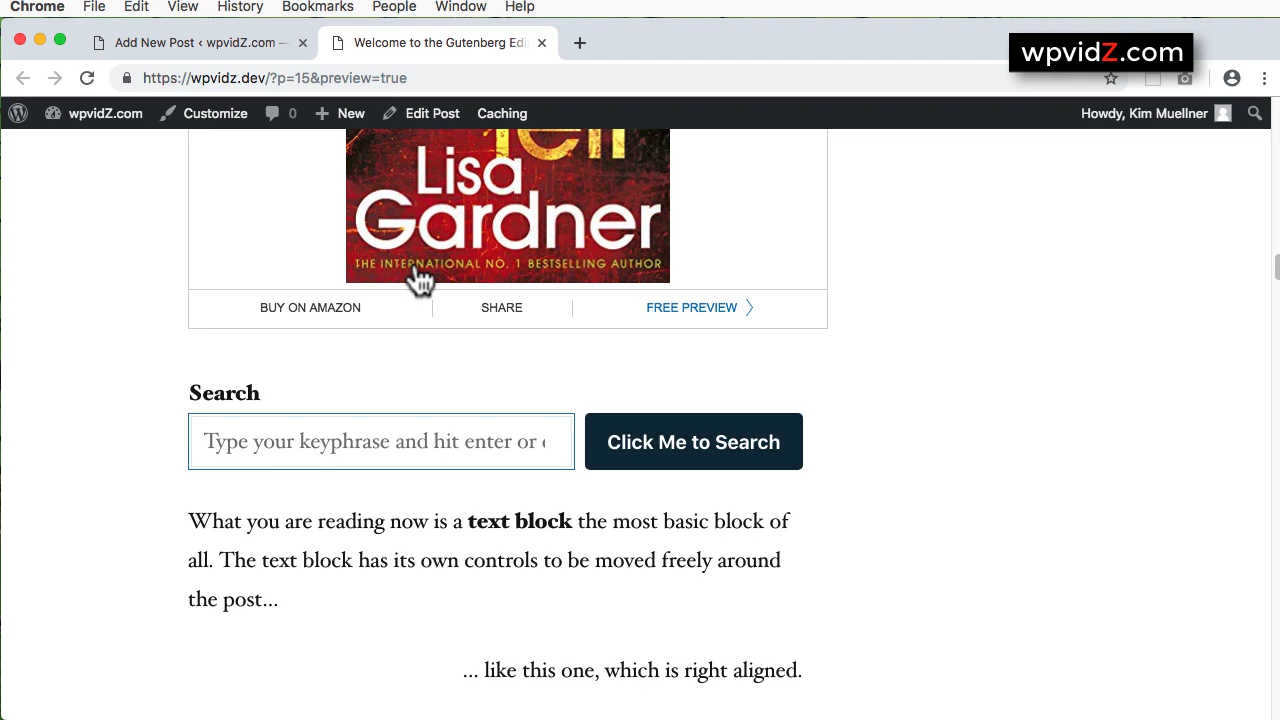 Chrome File Edit View History Bookmarks People Window Help
Add New Post ‹ wpvidZ.com — Welcome to the Gutenberg Edi
wpvidZ.com
https://wpvidz.dev/?p=15&preview=true
wpvidZ.com Customize 0 New Edit Post Caching Howdy, Kim Muellner
Lisa
Gardner
THE INTERNATIONAL NO. 1 BESTSELLING AUTHOR
BUY ON AMAZON SHARE FREE PREVIEW
Search
Type your keyphrase and hit enter or Click Me to Search
What you are reading now is a text block the most basic block of
all. The text block has its own controls to be moved freely around
the post...
... like this one, which is right aligned.